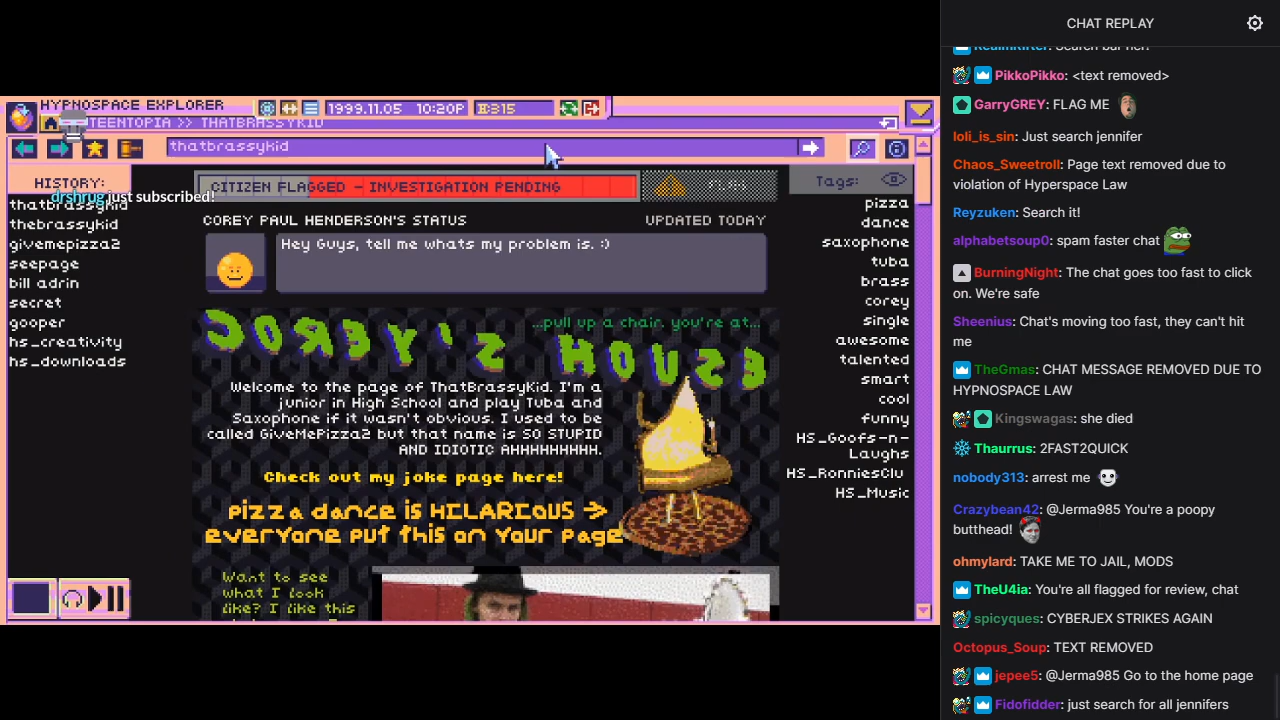 HYPNOSPACE EXPLORER
1999.11.05 10:20P
315
TEENTOPIA >> THATBRASSYKID
thatbrassykid
HISTORY:
drshrug just subscribed!
thatbrassykid
thebrassykid
givemepizza2
seepage
bill adrin
secret
gooper
hs_creativity
hs_downloads
CITIZEN FLAGGED - INVESTIGATION PENDING
COREY PAUL HENDERSON'S STATUS
UPDATED TODAY
Hey Guys, tell me whats my problem is. :)
...pull up a chair. you're at...
COREY'S HOUSE
Welcome to the page of ThatBrassyKid. I'm a
junior in High School and play Tuba and
Saxophone if it wasn't obvious. I used to be
called GiveMePizza2 but that name is SO STUPID
AND IDIOTIC AHHHHHHHH.
Check out my joke page here!
pizza dance is HILARIOUS ->
everyone put this on your page
Want to see
what I look
like? I like this
Tags:
pizza
dance
saxophone
tuba
brass
corey
single
awesome
talented
smart
cool
funny
HS_Goofs-n-
Laughs
HS_RonniesClu
HS_Music
CHAT REPLAY
RealmRifter: Search bar her!
PikkoPikko: <text removed>
GarryGREY: FLAG ME
loli_is_sin: Just search jennifer
Chaos_Sweetroll: Page text removed due to
violation of Hyperspace Law
Reyzuken: Search it!
alphabetsoup0: spam faster chat
BurningNight: The chat goes too fast to click
on. We're safe
Sheenius: Chat's moving too fast, they can't hit
me
TheGmas: CHAT MESSAGE REMOVED DUE TO
HYPNOSPACE LAW
Kingswagas: she died
Thaurrus: 2FAST2QUICK
nobody313: arrest me
Crazybean42: @Jerma985 You're a poopy
butthead!
ohmylard: TAKE ME TO JAIL, MODS
TheU4ia: You're all flagged for review, chat
spicyques: CYBERJEX STRIKES AGAIN
Octopus_Soup: TEXT REMOVED
jepee5: @Jerma985 Go to the home page
Fidofidder: just search for all jennifers